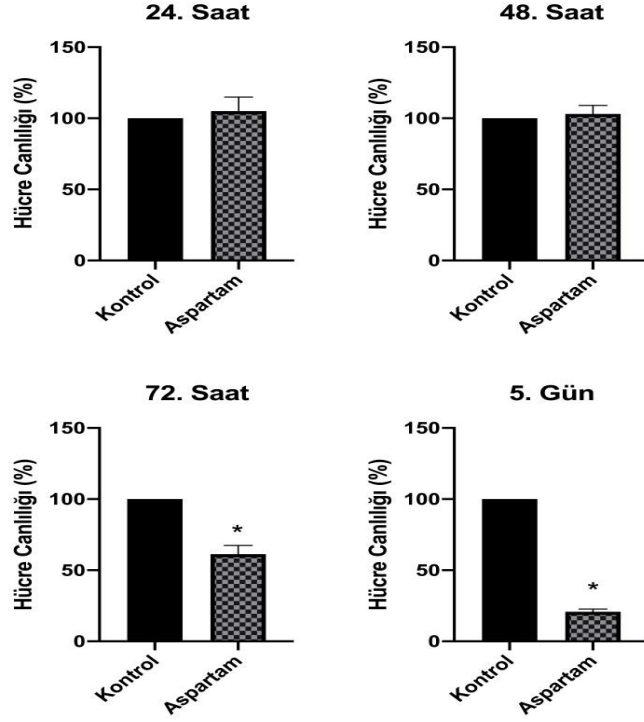 24. Saat
Hücre Canlılığı (%)
150
100
50
0
Kontrol
Aspartam
48. Saat
Hücre Canlılığı (%)
150
100
50
0
Kontrol
Aspartam
72. Saat
Hücre Canlılığı (%)
150
100
50
0
*
Kontrol
Aspartam
5. Gün
Hücre Canlılığı (%)
150
100
50
0
*
Kontrol
Aspartam